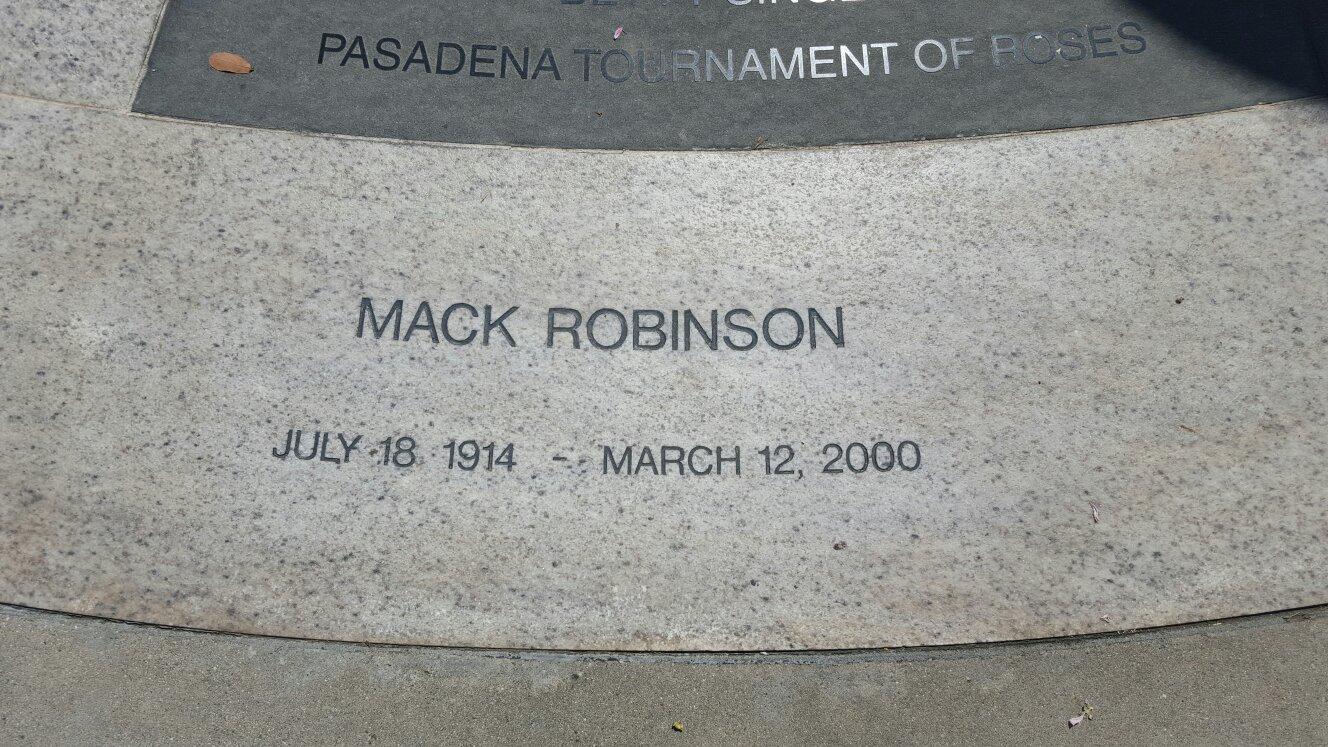 PASADENA TOURNAMENT OF ROSES
MACK ROBINSON
JULY 18 1914 - MARCH 12, 2000